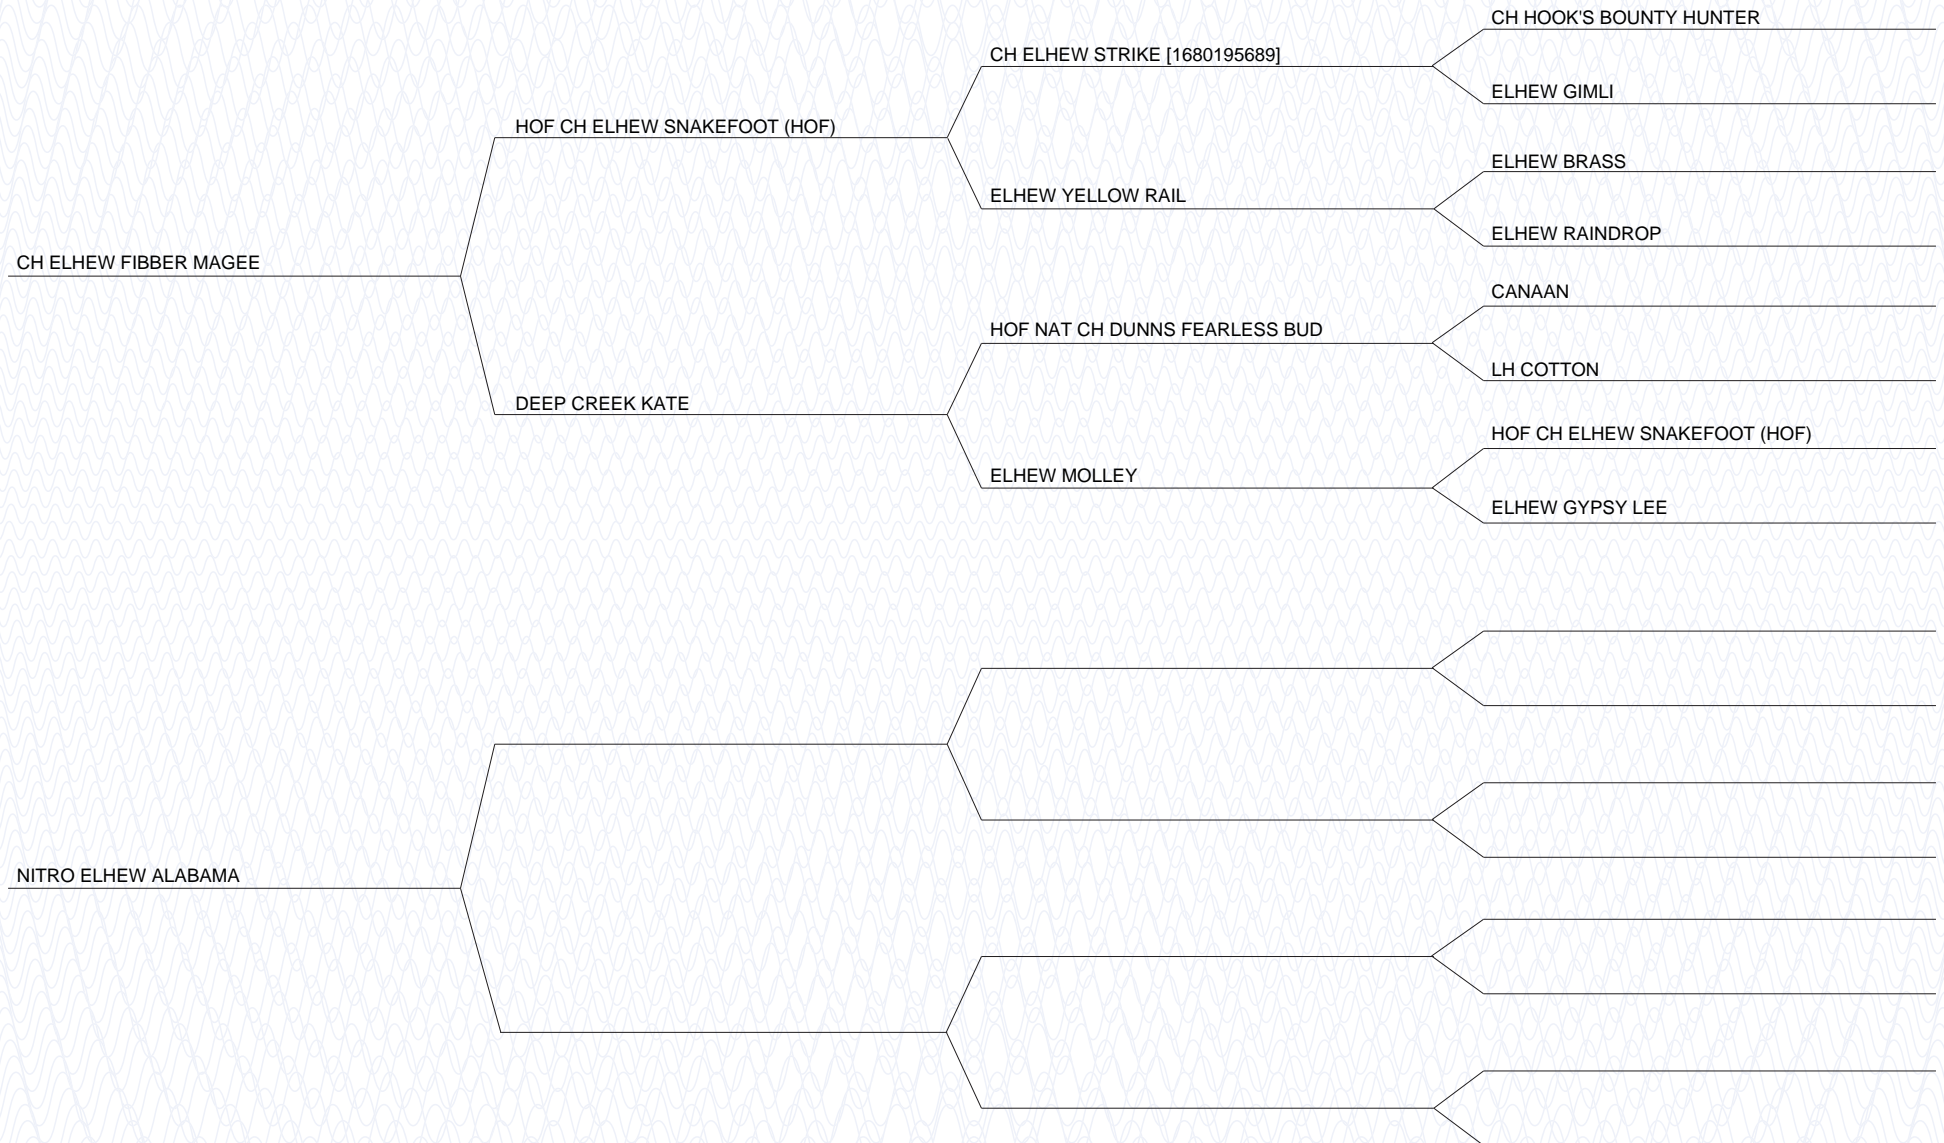 CH HOOK'S BOUNTY HUNTER
CH ELHEW STRIKE [1680195689]
ELHEW GIMLI
HOF CH ELHEW SNAKEFOOT (HOF)
ELHEW BRASS
ELHEW YELLOW RAIL
ELHEW RAINDROP
CH ELHEW FIBBER MAGEE
CANAAN
HOF NAT CH DUNNS FEARLESS BUD
LH COTTON
DEEP CREEK KATE
HOF CH ELHEW SNAKEFOOT (HOF)
ELHEW MOLLEY
ELHEW GYPSY LEE
NITRO ELHEW ALABAMA